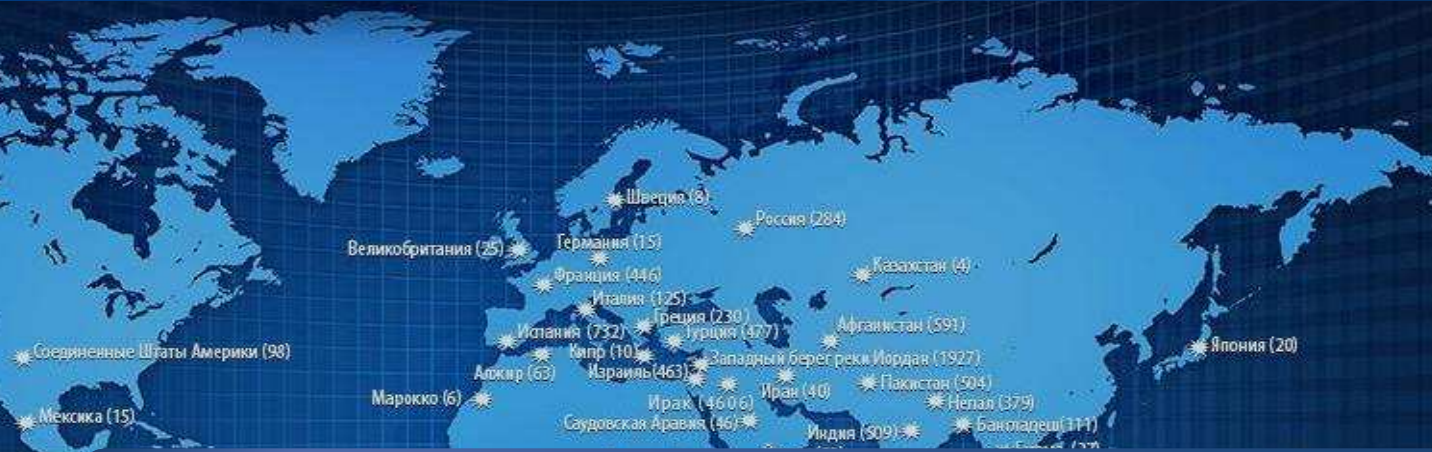 Швеция (8)
Россия (284)
Великобритания (25)
Германия (15)
Казахстан (4)
Франция (446)
Италия (125)
Греция (230)
Афганистан (591)
Испания (732)
Турция (477)
Япония (20)
Соединенные Штаты Америки (98)
Кипр (10)
Западный берег реки Иордан (1927)
Алжир (63)
Израиль(463)
Пакистан (504)
Иран (40)
Марокко (6)
Ирак (4606)
Непал (379)
Мексика (15)
Саудовская Аравия (46)
Бангладеш(111)
Индия (509)